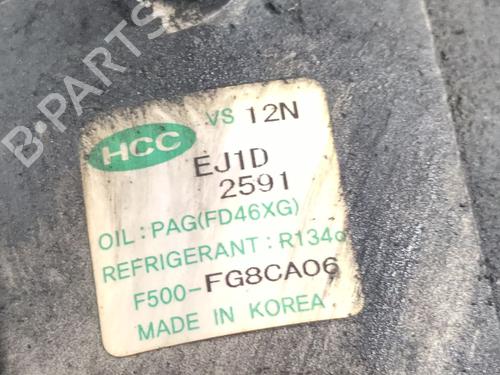 B-PARTS
HCC
VS 12N
EJ1D
2591
OIL : PAG(FD46XG)
REFRIGERANT : R134a
F500-FG8CA06
MADE IN KOREA